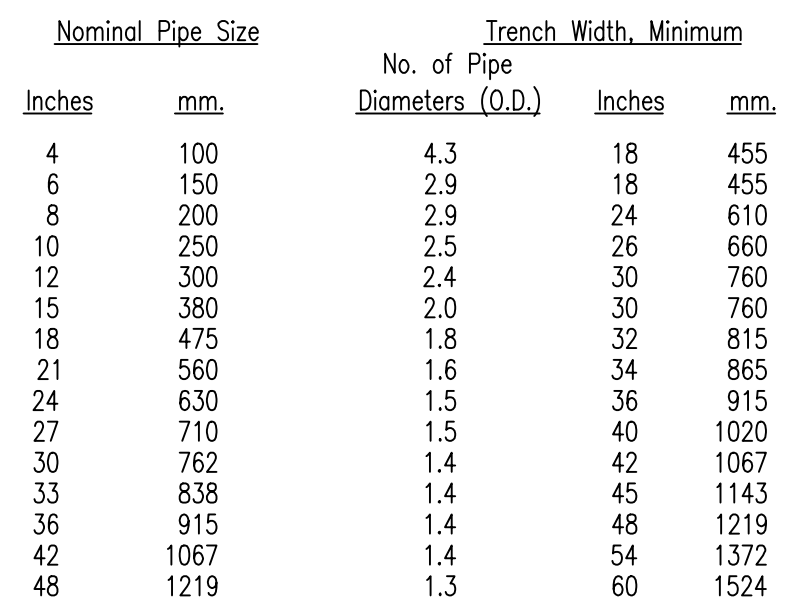 Nominal Pipe Size Trench Width, Minimum
No. of Pipe
Inches mm. Diameters (O.D.) Inches mm.
4 100 4.3 18 455
6 150 2.9 18 455
8 200 2.9 24 610
10 250 2.5 26 660
12 300 2.4 30 760
15 380 2.0 30 760
18 475 1.8 32 815
21 560 1.6 34 865
24 630 1.5 36 915
27 710 1.5 40 1020
30 762 1.4 42 1067
33 838 1.4 45 1143
36 915 1.4 48 1219
42 1067 1.4 54 1372
48 1219 1.3 60 1524